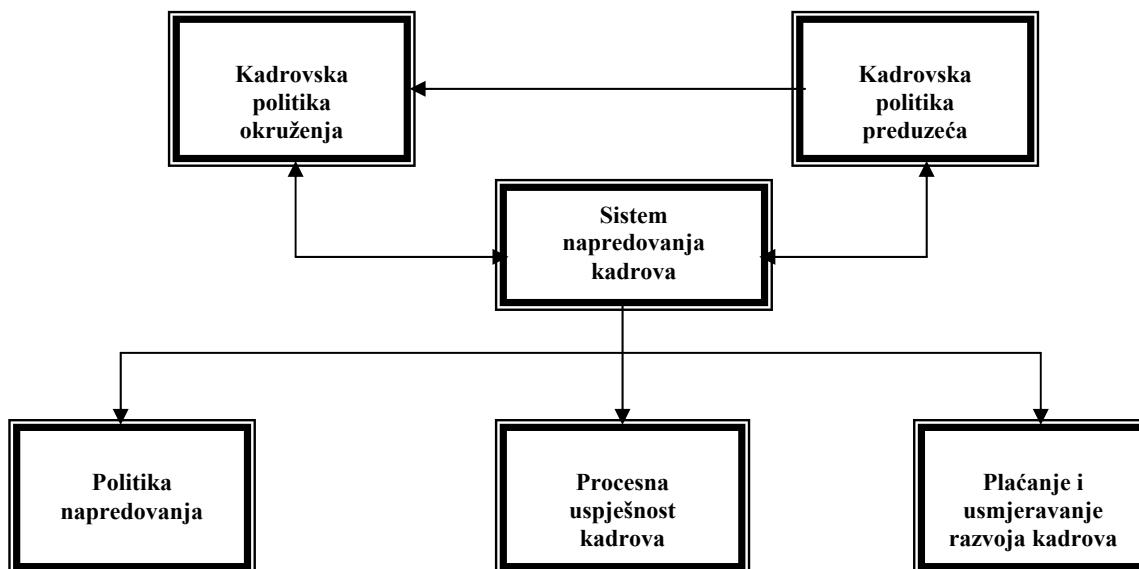 Kadrovska
politika
okruženja
Kadrovska
politika
preduzeća
Sistem
napredovanja
kadrova
Politika
napredovanja
Procesna
uspješnost
kadrova
Plaćanje i
usmjeravanje
razvoja kadrova